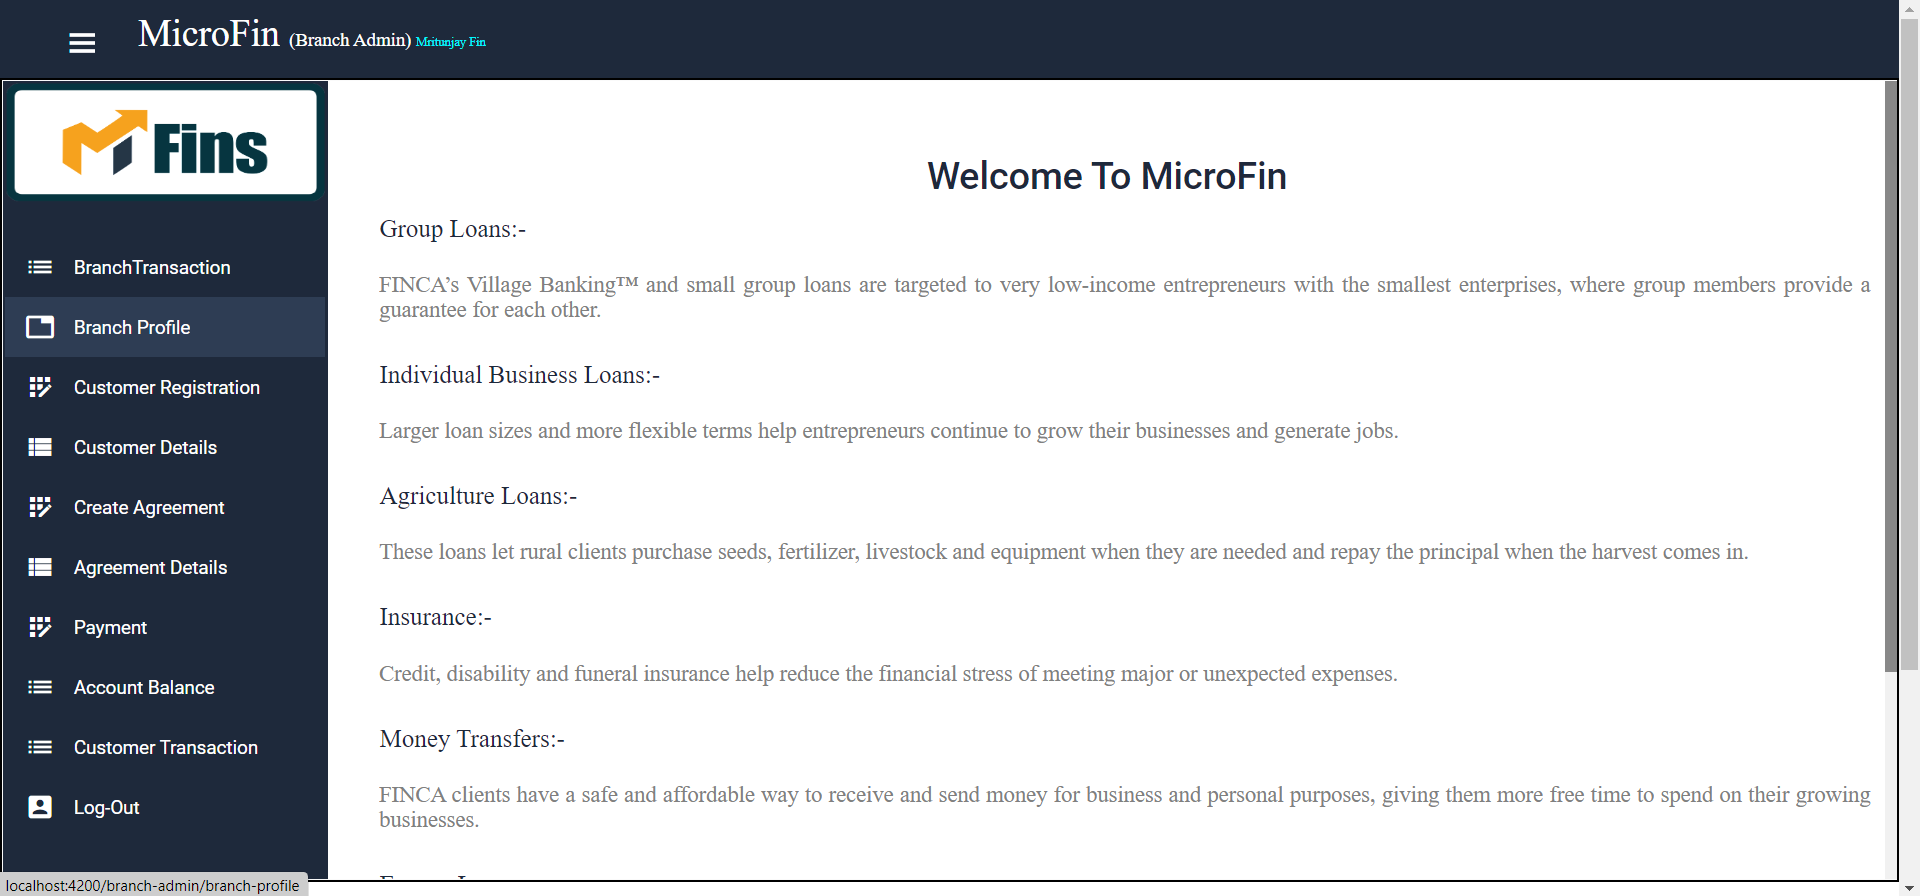 MicroFin (Branch Admin) Mritunjay Fin
Fins
BranchTransaction
Branch Profile
Customer Registration
Customer Details
Create Agreement
Agreement Details
Payment
Account Balance
Customer Transaction
Log-Out
Welcome To MicroFin
Group Loans:-
FINCA’s Village Banking™ and small group loans are targeted to very low-income entrepreneurs with the smallest enterprises, where group members provide a
guarantee for each other.
Individual Business Loans:-
Larger loan sizes and more flexible terms help entrepreneurs continue to grow their businesses and generate jobs.
Agriculture Loans:-
These loans let rural clients purchase seeds, fertilizer, livestock and equipment when they are needed and repay the principal when the harvest comes in.
Insurance:-
Credit, disability and funeral insurance help reduce the financial stress of meeting major or unexpected expenses.
Money Transfers:-
FINCA clients have a safe and affordable way to receive and send money for business and personal purposes, giving them more free time to spend on their growing
businesses.
localhost:4200/branch-admin/branch-profile